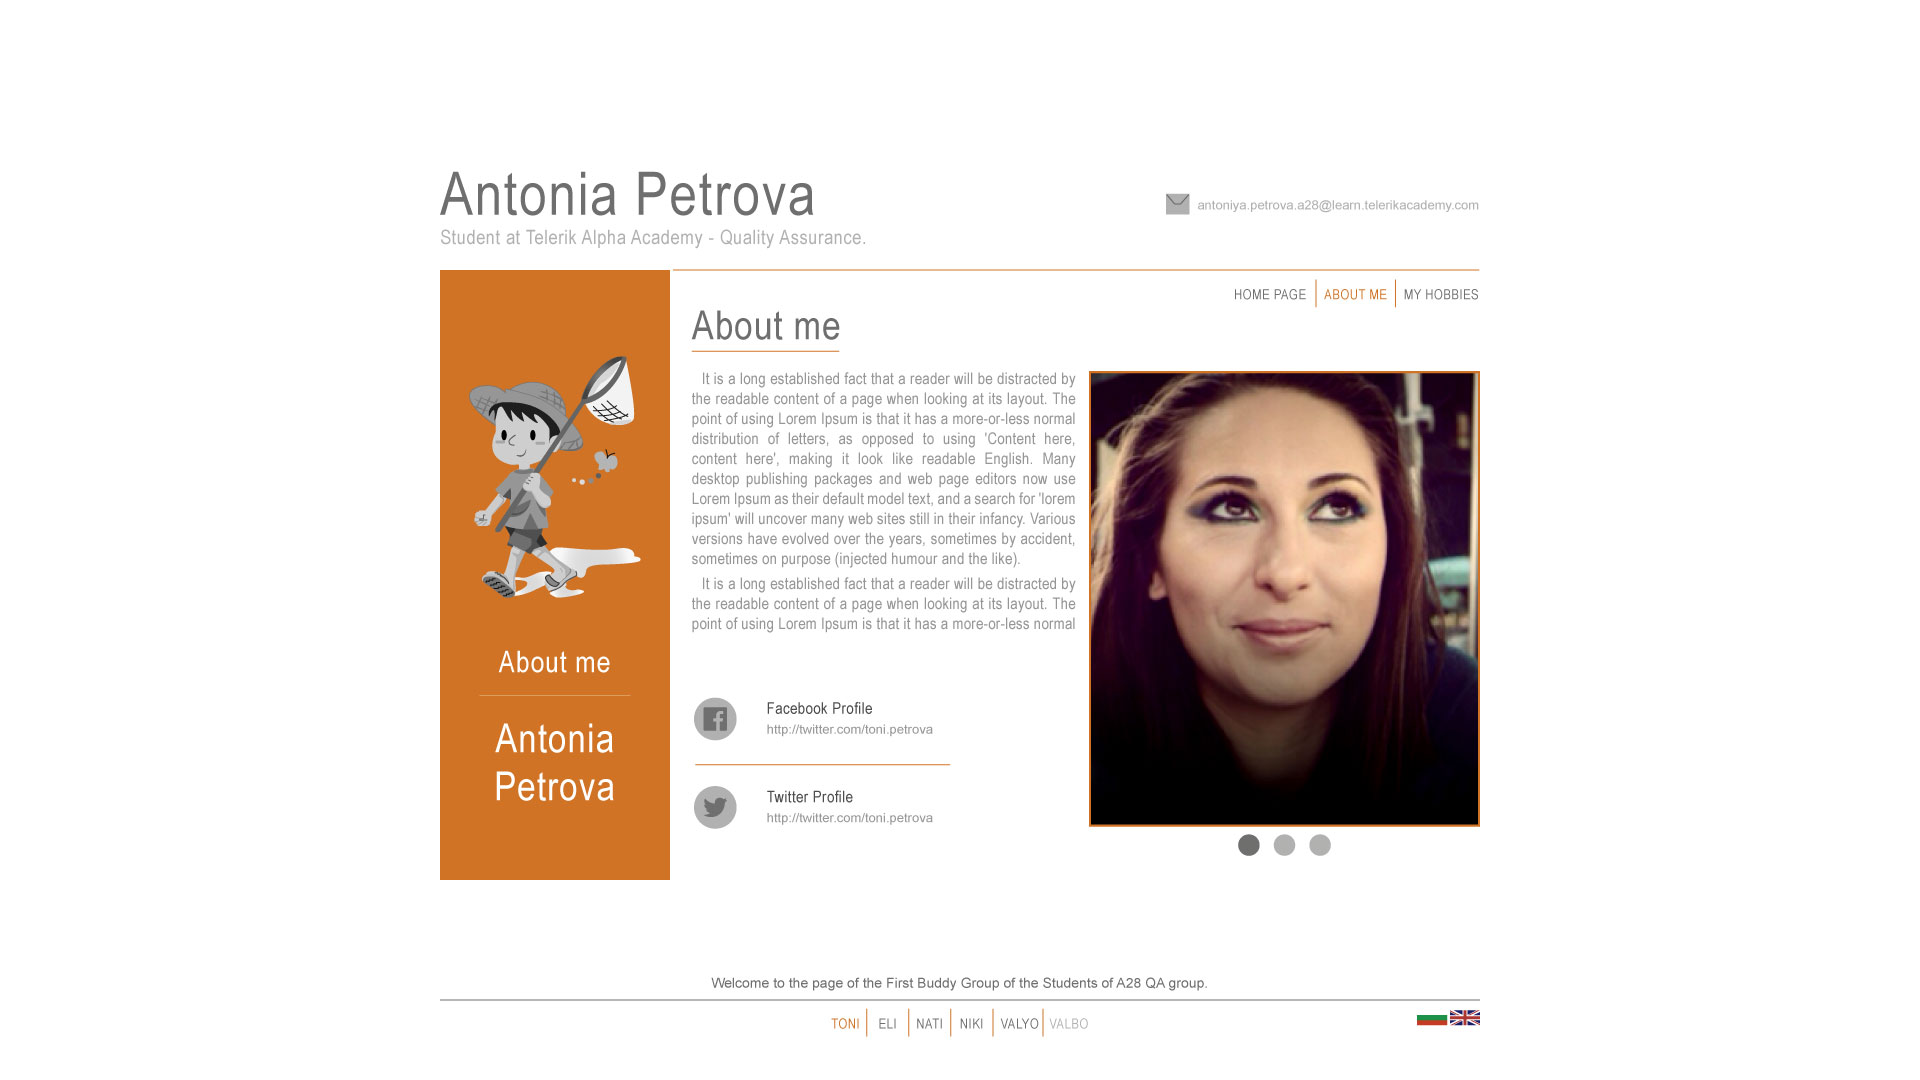 Antonia Petrova
antoniya.petrova.a28@learn.telerikacademy.com
Student at Telerik Alpha Academy - Quality Assurance.
HOME PAGE
ABOUT ME
MY HOBBIES
About me
It is a long established fact that a reader will be distracted by
the readable content of a page when looking at its layout. The
point of using Lorem Ipsum is that it has a more-or-less normal
distribution of letters, as opposed to using 'Content here,
content here', making it look like readable English. Many
desktop publishing packages and web page editors now use
Lorem Ipsum as their default model text, and a search for 'lorem
ipsum' will uncover many web sites still in their infancy. Various
versions have evolved over the years, sometimes by accident,
sometimes on purpose (injected humour and the like).
It is a long established fact that a reader will be distracted by
the readable content of a page when looking at its layout. The
point of using Lorem Ipsum is that it has a more-or-less normal
About me
Antonia
Petrova
Facebook Profile
http://twitter.com/toni.petrova
Twitter Profile
http://twitter.com/toni.petrova
Welcome to the page of the First Buddy Group of the Students of A28 QA group.
TONI
ELI
NATI
NIKI
VALYO
VALBO